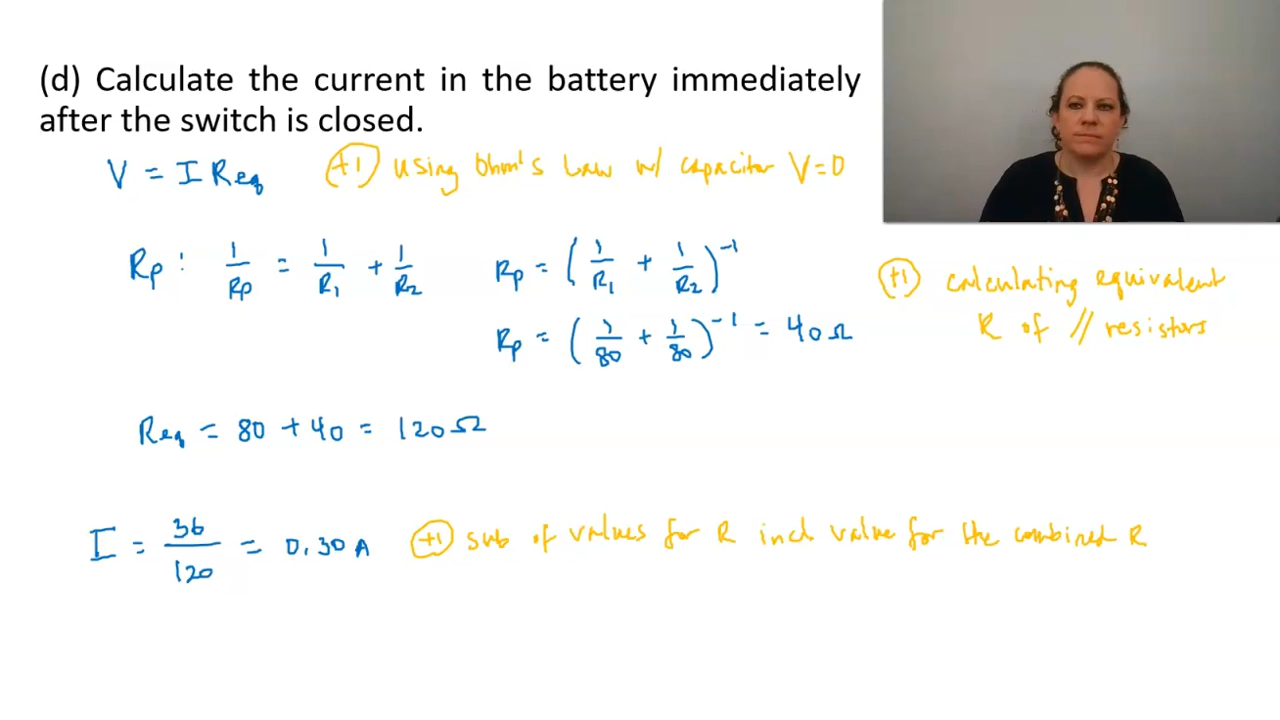 (d) Calculate the current in the battery immediately
after the switch is closed.
V = I Req
+1 using Ohm's Law w/ capacitor V=0
Rp : 1/Rp = 1/R1 + 1/R2
Rp = (1/R1 + 1/R2)^-1
Rp = (1/80 + 1/80)^-1 = 40Ω
+1 calculating equivalent
R of // resistors
Req = 80 + 40 = 120Ω
I = 36/120 = 0.30 A
+1 sub of values for R incl value for the combined R